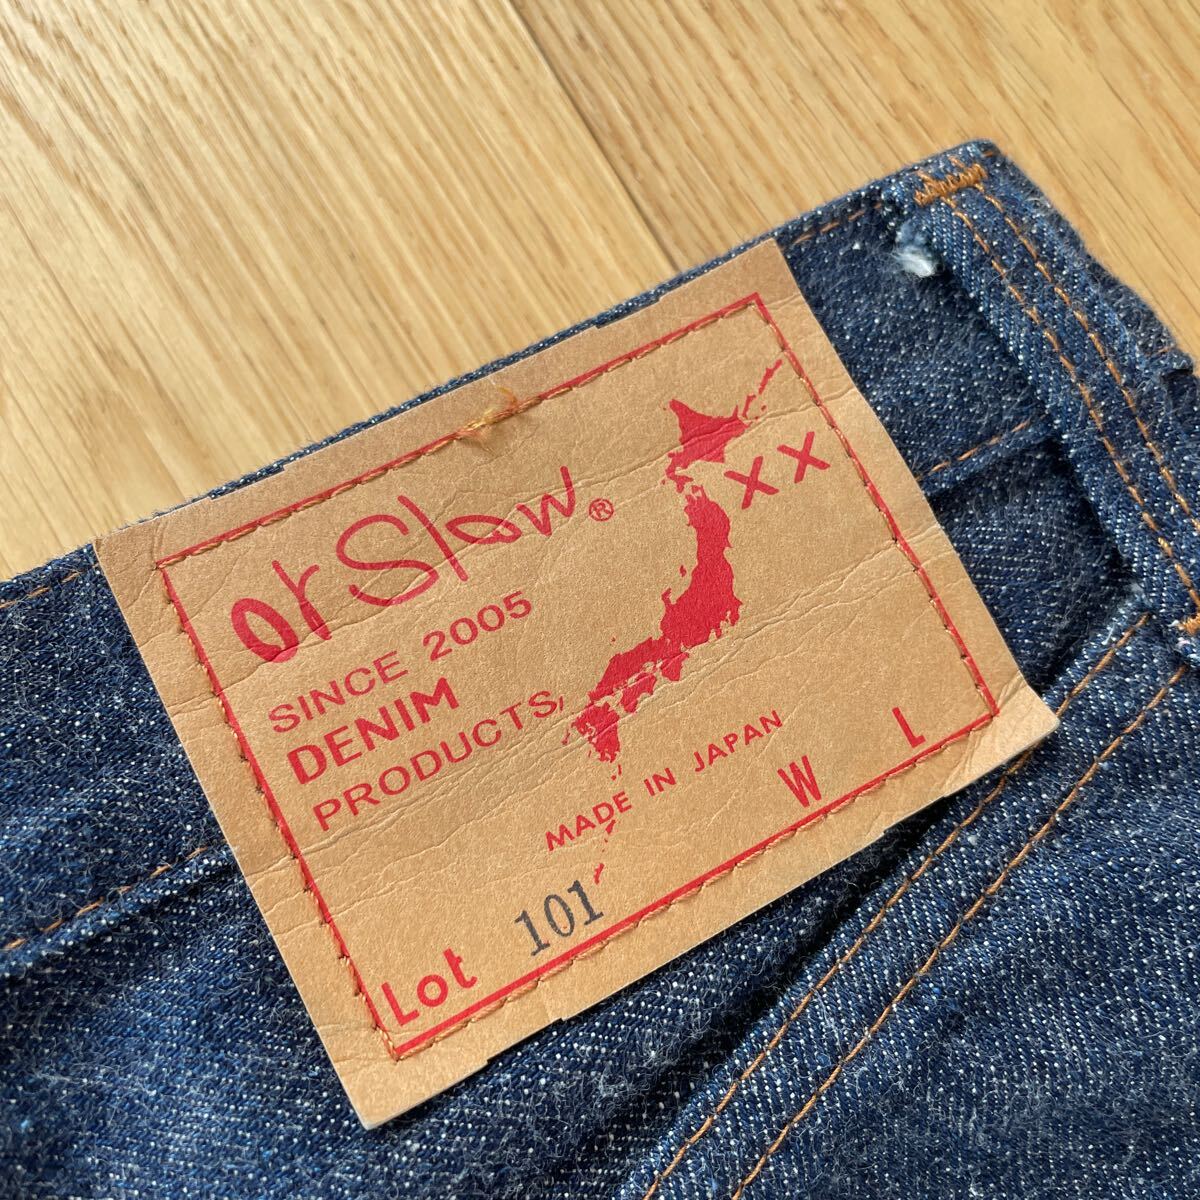 orSlow®
XX
SINCE 2005
DENIM
PRODUCTS,
MADE IN JAPAN
W L
Lot 101